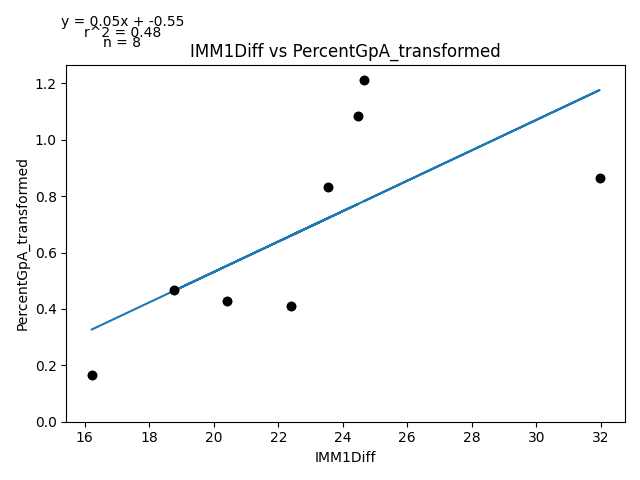 y = 0.05x + -0.55
r^2 = 0.48
n = 8
IMM1Diff vs PercentGpA_transformed
1.2
1.0
0.8
0.6
0.4
0.2
0.0
PercentGpA_transformed
16 18 20 22 24 26 28 30 32
IMM1Diff